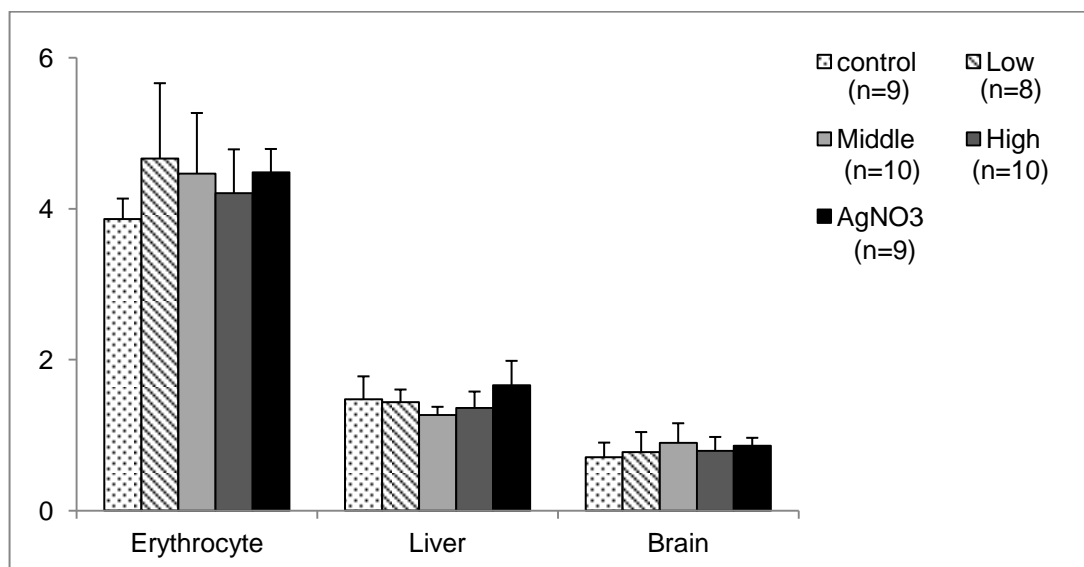 6
4
2
0
Erythrocyte Liver Brain
control Low
(n=9) (n=8)
Middle High
(n=10) (n=10)
AgNO3
(n=9)